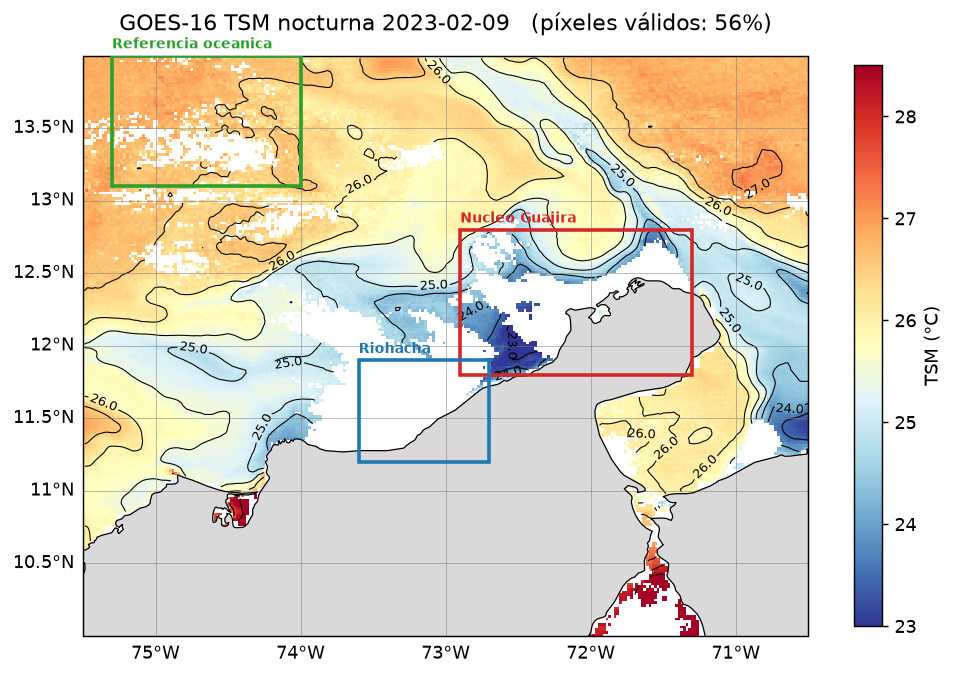 GOES-16 TSM nocturna 2023-02-09 (píxeles válidos: 56%)
Referencia oceanica
26.0
28
13.5°N
25.0
26.0
27.0
13°N
26.0
27
Nucleo Guajira
26.0
12.5°N
25.0
24.0
25.0
26
12°N
Riohacha
25.0
23.0
25.0
TSM (°C)
26.0
24.0
11.5°N
25.0
26.0
26.0
26.0
25
11°N
24
10.5°N
23
75°W 74°W 73°W 72°W 71°W